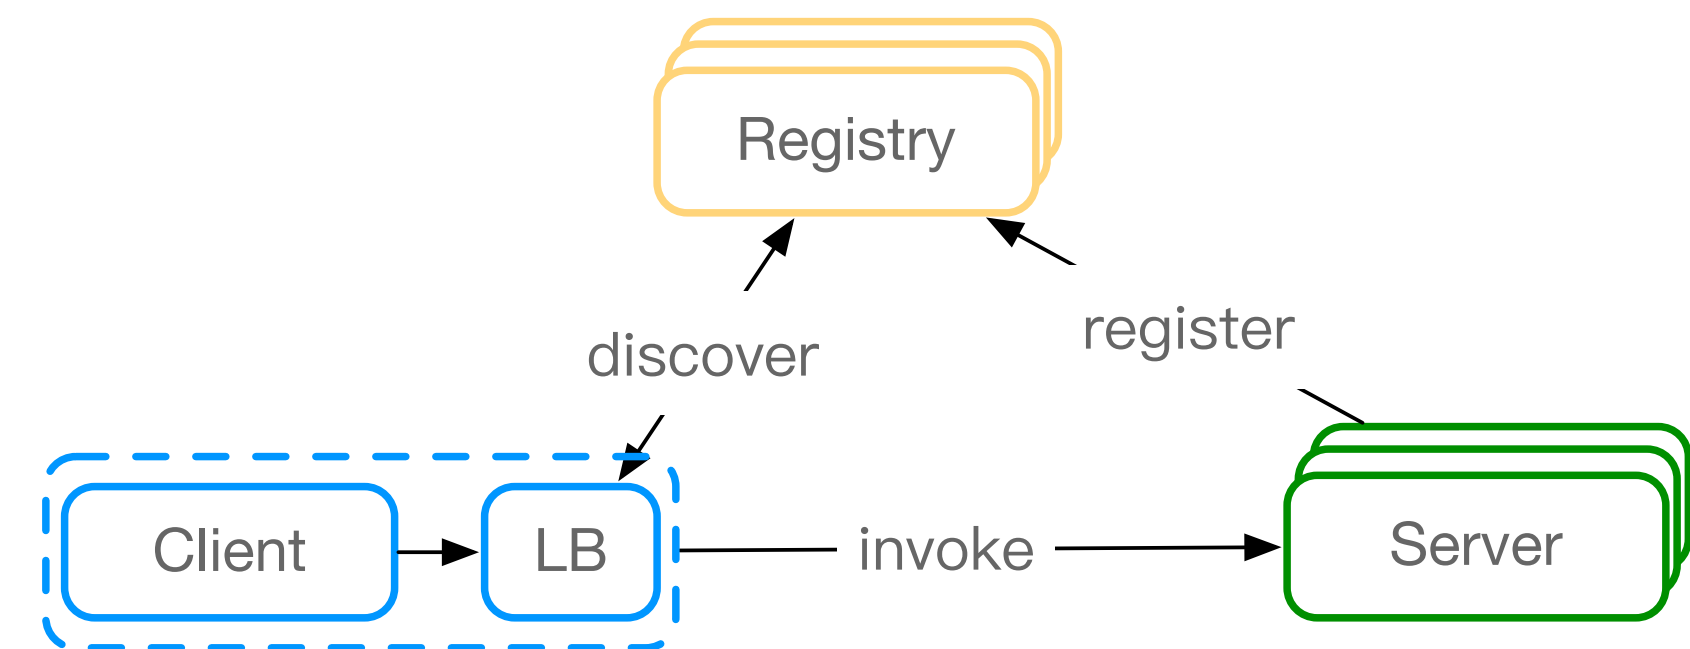 Registry
discover
register
Client
LB
invoke
Server